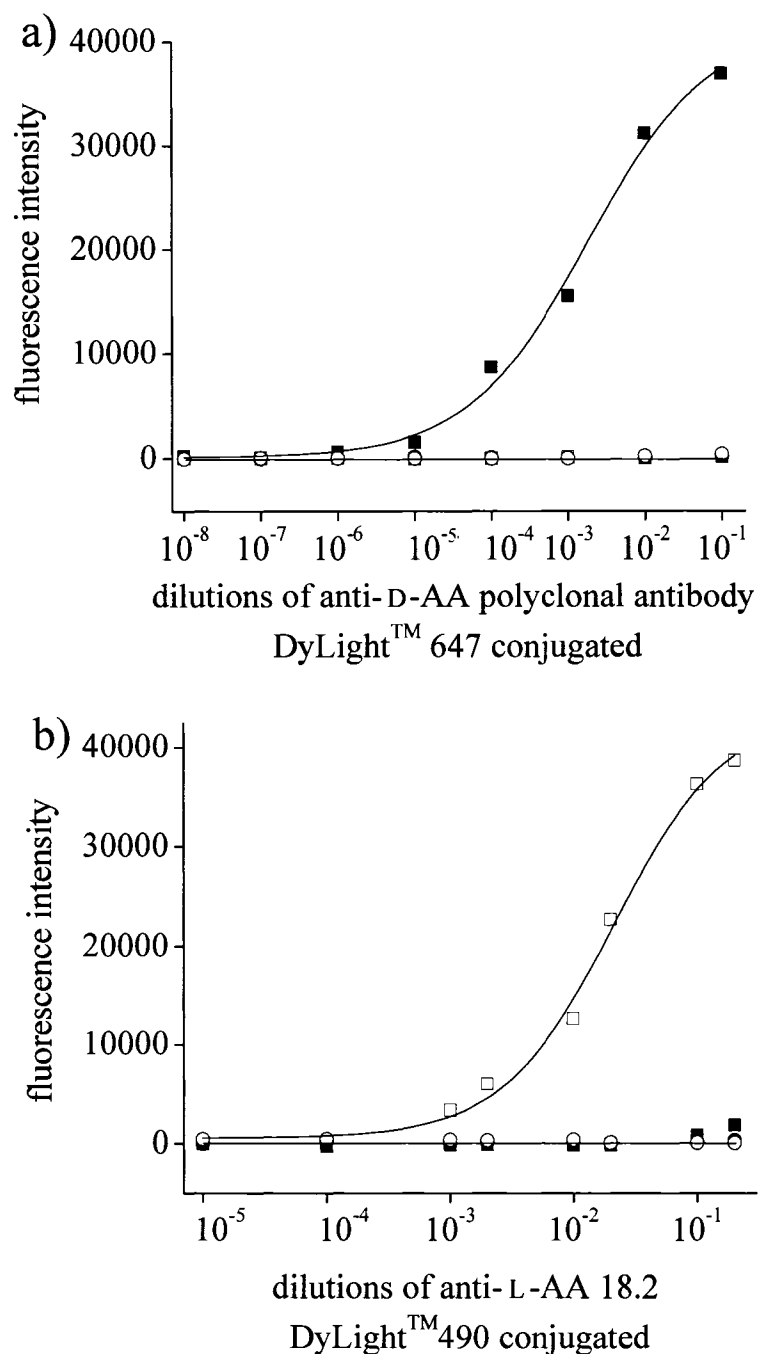 a)
40000
30000
20000
10000
0
fluorescence intensity
10⁻⁸ 10⁻⁷ 10⁻⁶ 10⁻⁵ 10⁻⁴ 10⁻³ 10⁻² 10⁻¹
dilutions of anti-D-AA polyclonal antibody
DyLight™ 647 conjugated
b)
40000
30000
20000
10000
0
fluorescence intensity
10⁻⁵ 10⁻⁴ 10⁻³ 10⁻² 10⁻¹
dilutions of anti-L-AA 18.2
DyLight™490 conjugated